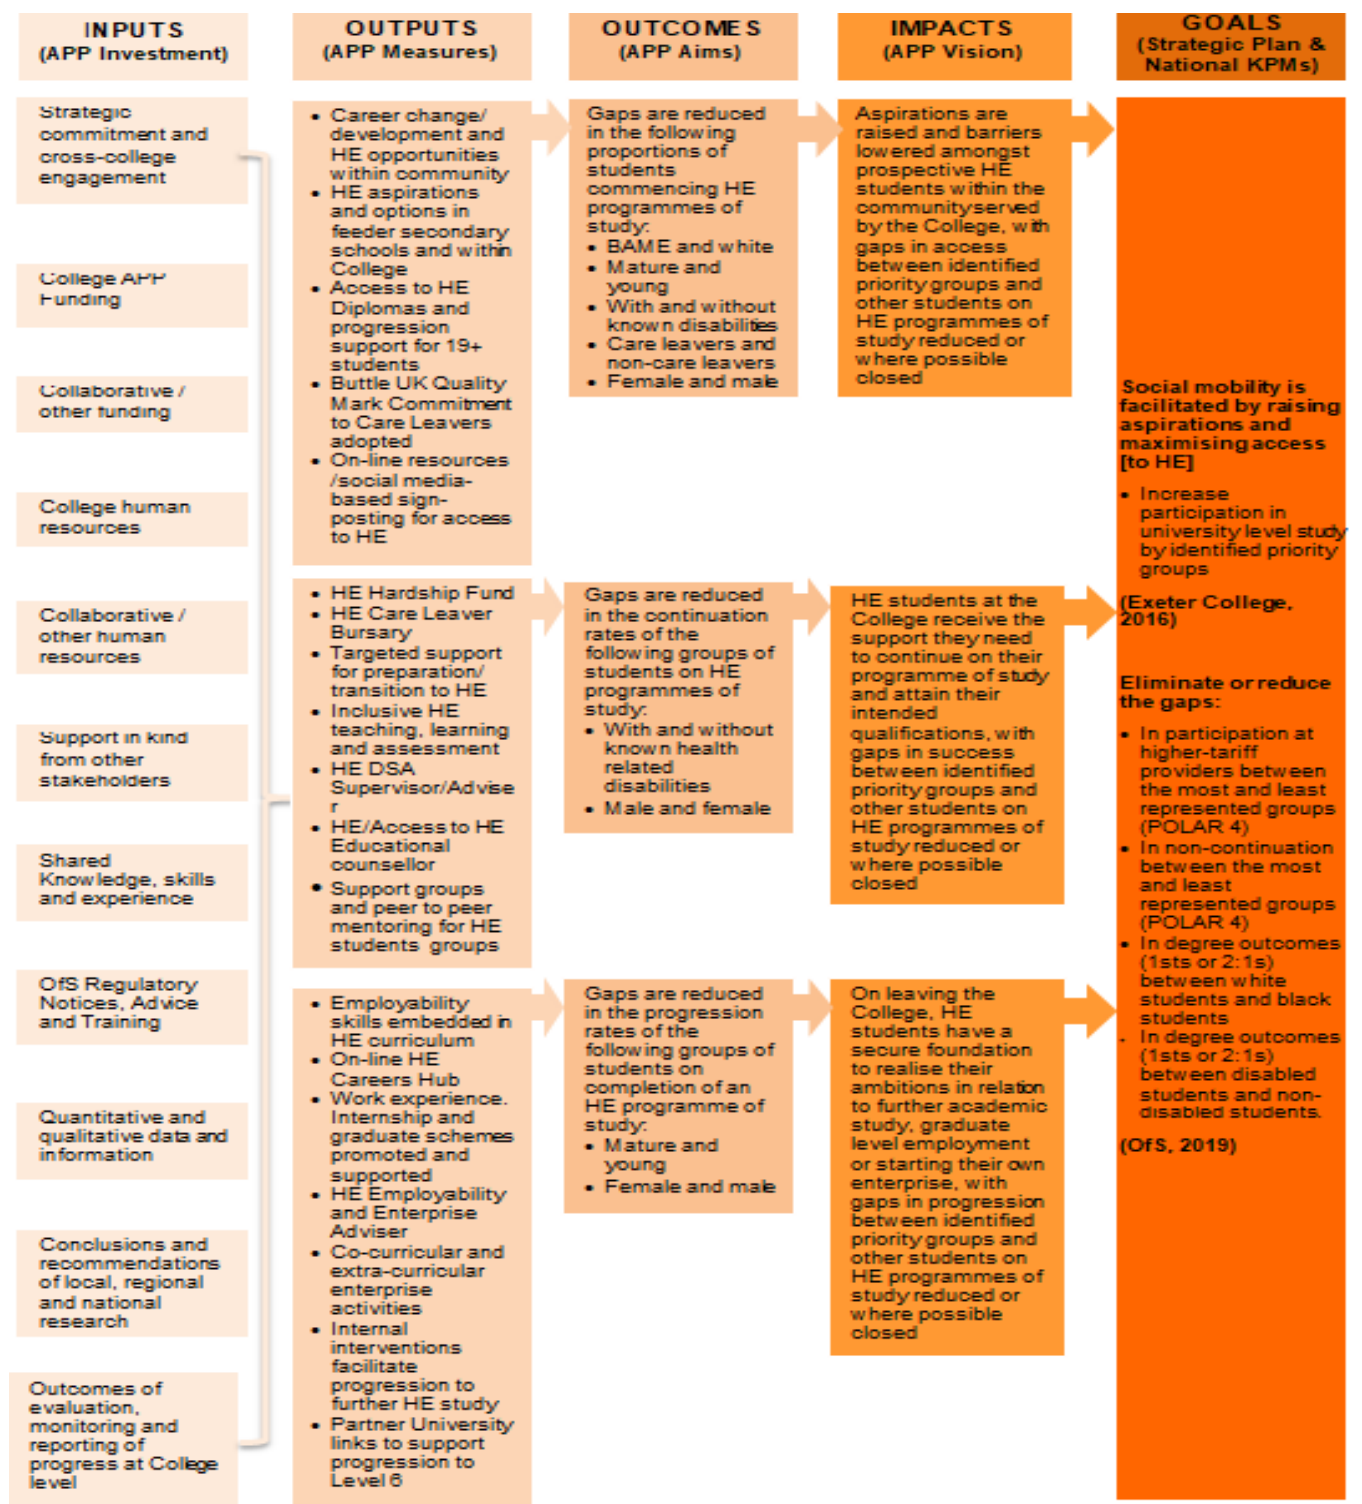 INPUTS
(APP Investment)
Strategic
commitment and
cross-college
engagement
College APP
Funding
Collaborative /
other funding
College human
resources
Collaborative /
other human
resources
Support in kind
from other
stakeholders
Shared
Knowledge, skills
and experience
OfS Regulatory
Notices, Advice
and Training
Quantitative and
qualitative data and
information
Conclusions and
recommendations
of local, regional
and national
research
Outcomes of
evaluation,
monitoring and
reporting of
progress at College
level
OUTPUTS
(APP Measures)
• Career change/
development and
HE opportunities
within community
• HE aspirations
and options in
feeder secondary
schools and within
College
• Access to HE
Diplomas and
progression
support for 19+
students
• Buttle UK Quality
Mark Commitment
to Care Leavers
adopted
• On-line resources
/social media-
based sign-
posting for access
to HE
• HE Hardship Fund
• HE Care Leaver
Bursary
• Targeted support
for preparation/
transition to HE
• Inclusive HE
teaching, learning
and assessment
• HE DSA
Supervisor/Advise
r
• HE/Access to HE
Educational
counsellor
• Support groups
and peer to peer
mentoring for HE
students groups
• Employability
skills embedded in
HE curriculum
• On-line HE
Careers Hub
• Work experience.
Internship and
graduate schemes
promoted and
supported
• HE Employability
and Enterprise
Adviser
• Co-curricular and
extra-curricular
enterprise
activities
• Internal
interventions
facilitate
progression to
further HE study
• Partner University
links to support
progression to
Level 6
OUTCOMES
(APP Aims)
Gaps are reduced
in the following
proportions of
students
commencing HE
programmes of
study:
• BAME and white
• Mature and
young
• With and without
known disabilities
• Care leavers and
non-care leavers
• Female and male
Gaps are reduced
in the continuation
rates of the
following groups of
students on HE
programmes of
study:
• With and without
known health
related
disabilities
• Male and female
Gaps are reduced
in the progression
rates of the
following groups of
students on
completion of an
HE programme of
study:
• Mature and
young
• Female and male
IMPACTS
(APP Vision)
Aspirations are
raised and barriers
lowered amongst
prospective HE
students within the
community served
by the College, with
gaps in access
between identified
priority groups and
other students on
HE programmes of
study reduced or
where possible
closed
HE students at the
College receive the
support they need
to continue on their
programme of study
and attain their
intended
qualifications, with
gaps in success
between identified
priority groups and
other students on
HE programmes of
study reduced or
where possible
closed
On leaving the
College, HE
students have a
secure foundation
to realise their
ambitions in relation
to further academic
study, graduate
level employment
or starting their own
enterprise, with
gaps in progression
between identified
priority groups and
other students on
HE programmes of
study reduced or
where possible
closed
GOALS
(Strategic Plan &
National KPMs)
Social mobility is
facilitated by raising
aspirations and
maximising access
[to HE]
• Increase
participation in
university level study
by identified priority
groups
(Exeter College,
2016)
Eliminate or reduce
the gaps:
• In participation at
higher-tariff
providers between
the most and least
represented groups
(POLAR 4)
• In non-continuation
between the most
and least
represented groups
(POLAR 4)
• In degree outcomes
(1sts or 2:1s)
between white
students and black
students
• In degree outcomes
(1sts or 2:1s)
between disabled
students and non-
disabled students.
(OfS, 2019)